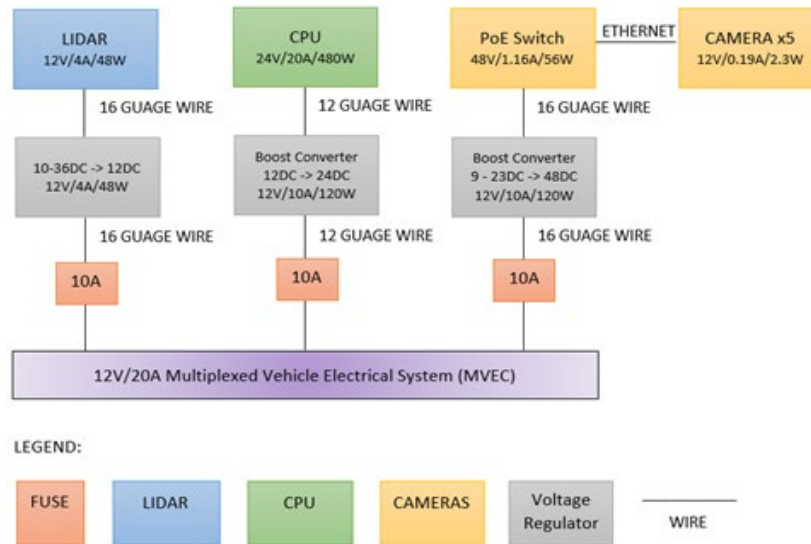 LIDAR
12V/4A/48W
CPU
24V/20A/480W
PoE Switch
48V/1.16A/56W
ETHERNET
CAMERA x5
12V/0.19A/2.3W
16 GUAGE WIRE
12 GUAGE WIRE
16 GUAGE WIRE
10-36DC -> 12DC
12V/4A/48W
Boost Converter
12DC -> 24DC
12V/10A/120W
Boost Converter
9 - 23DC -> 48DC
12V/10A/120W
16 GUAGE WIRE
12 GUAGE WIRE
16 GUAGE WIRE
10A
10A
10A
12V/20A Multiplexed Vehicle Electrical System (MVEC)
LEGEND:
FUSE
LIDAR
CPU
CAMERAS
Voltage
Regulator
WIRE